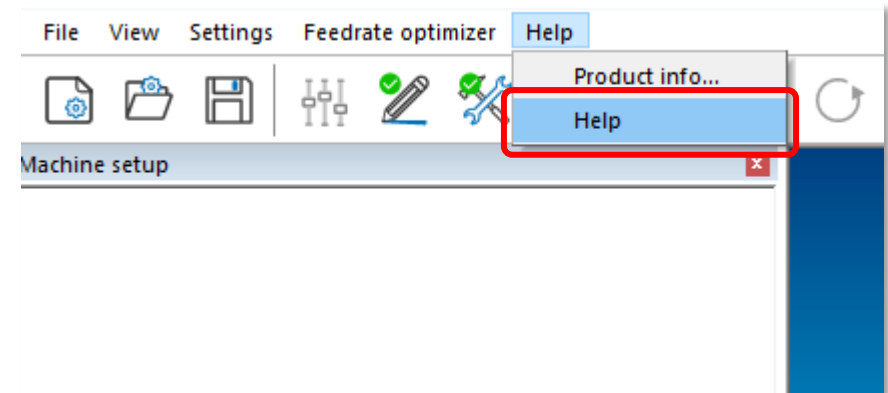 File View Settings Feedrate optimizer Help
Product info...
Help
Machine setup